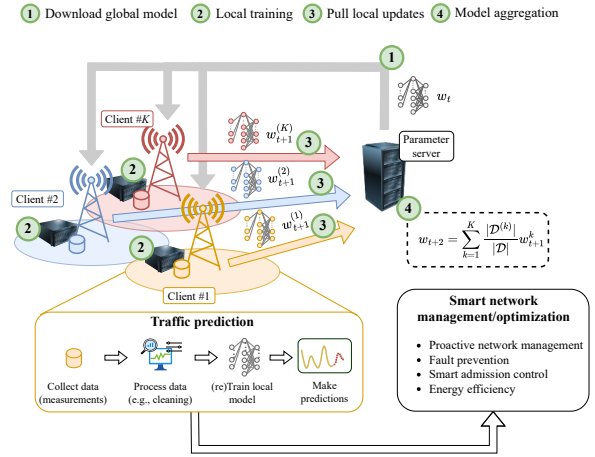 1 Download global model 2 Local training 3 Pull local updates 4 Model aggregation
1
w_t
Client #K
w_{t+1}^{(K)}
3
Parameter
server
2
Client #2
w_{t+1}^{(2)}
3
2
w_{t+1}^{(1)}
3
4
2
w_{t+2} = \sum_{k=1}^{K} \frac{|\mathcal{D}^{(k)}|}{|\mathcal{D}|} w_{t+1}^{k}
Client #1
Traffic prediction
Collect data
(measurements)
Process data
(e.g., cleaning)
(re)Train local
model
Make
predictions
Smart network
management/optimization
• Proactive network management
• Fault prevention
• Smart admission control
• Energy efficiency